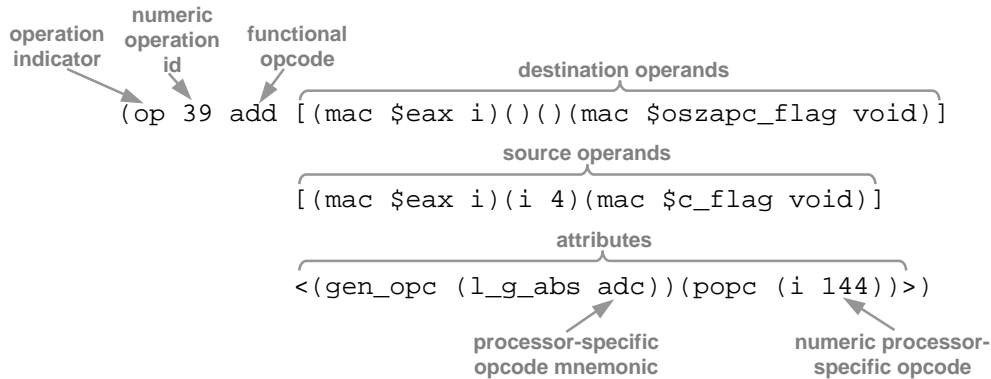 numeric
operation functional
operation
indicator id opcode
destination operands
(op 39 add [(mac $eax i)()()(mac $oszapc_flag void)]
source operands
[(mac $eax i)(i 4)(mac $c_flag void)]
attributes
<(gen_opc (l_g_abs adc))(popc (i 144))>)
processor-specific numeric processor-
opcode mnemonic specific opcode